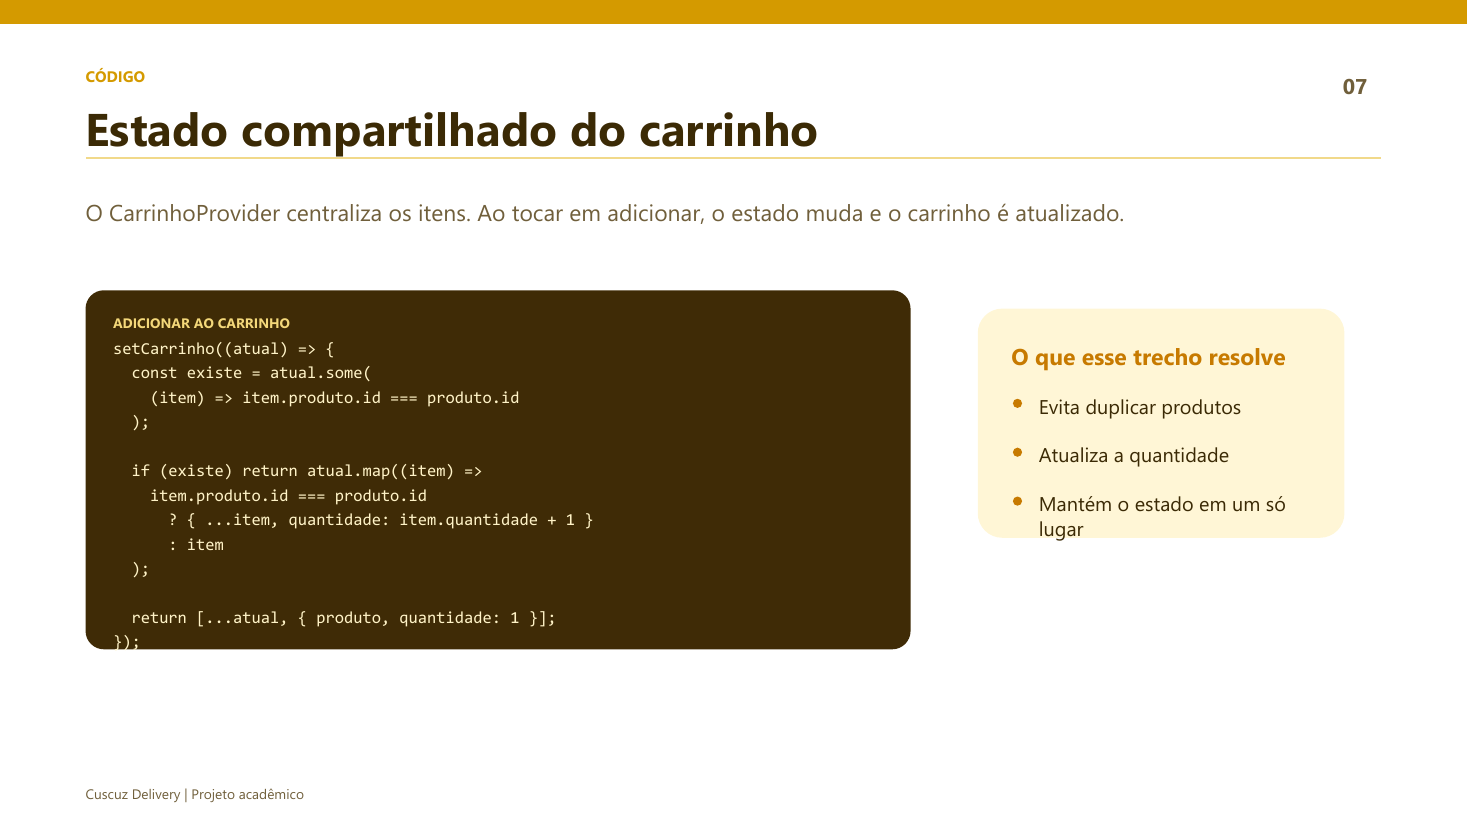 CÓDIGO
07
Estado compartilhado do carrinho
O CarrinhoProvider centraliza os itens. Ao tocar em adicionar, o estado muda e o carrinho é atualizado.
ADICIONAR AO CARRINHO
setCarrinho((atual) => {
  const existe = atual.some(
    (item) => item.produto.id === produto.id
  );

  if (existe) return atual.map((item) =>
    item.produto.id === produto.id
      ? { ...item, quantidade: item.quantidade + 1 }
      : item
  );

  return [...atual, { produto, quantidade: 1 }];
});
O que esse trecho resolve
• Evita duplicar produtos
• Atualiza a quantidade
• Mantém o estado em um só
lugar
Cuscuz Delivery | Projeto acadêmico